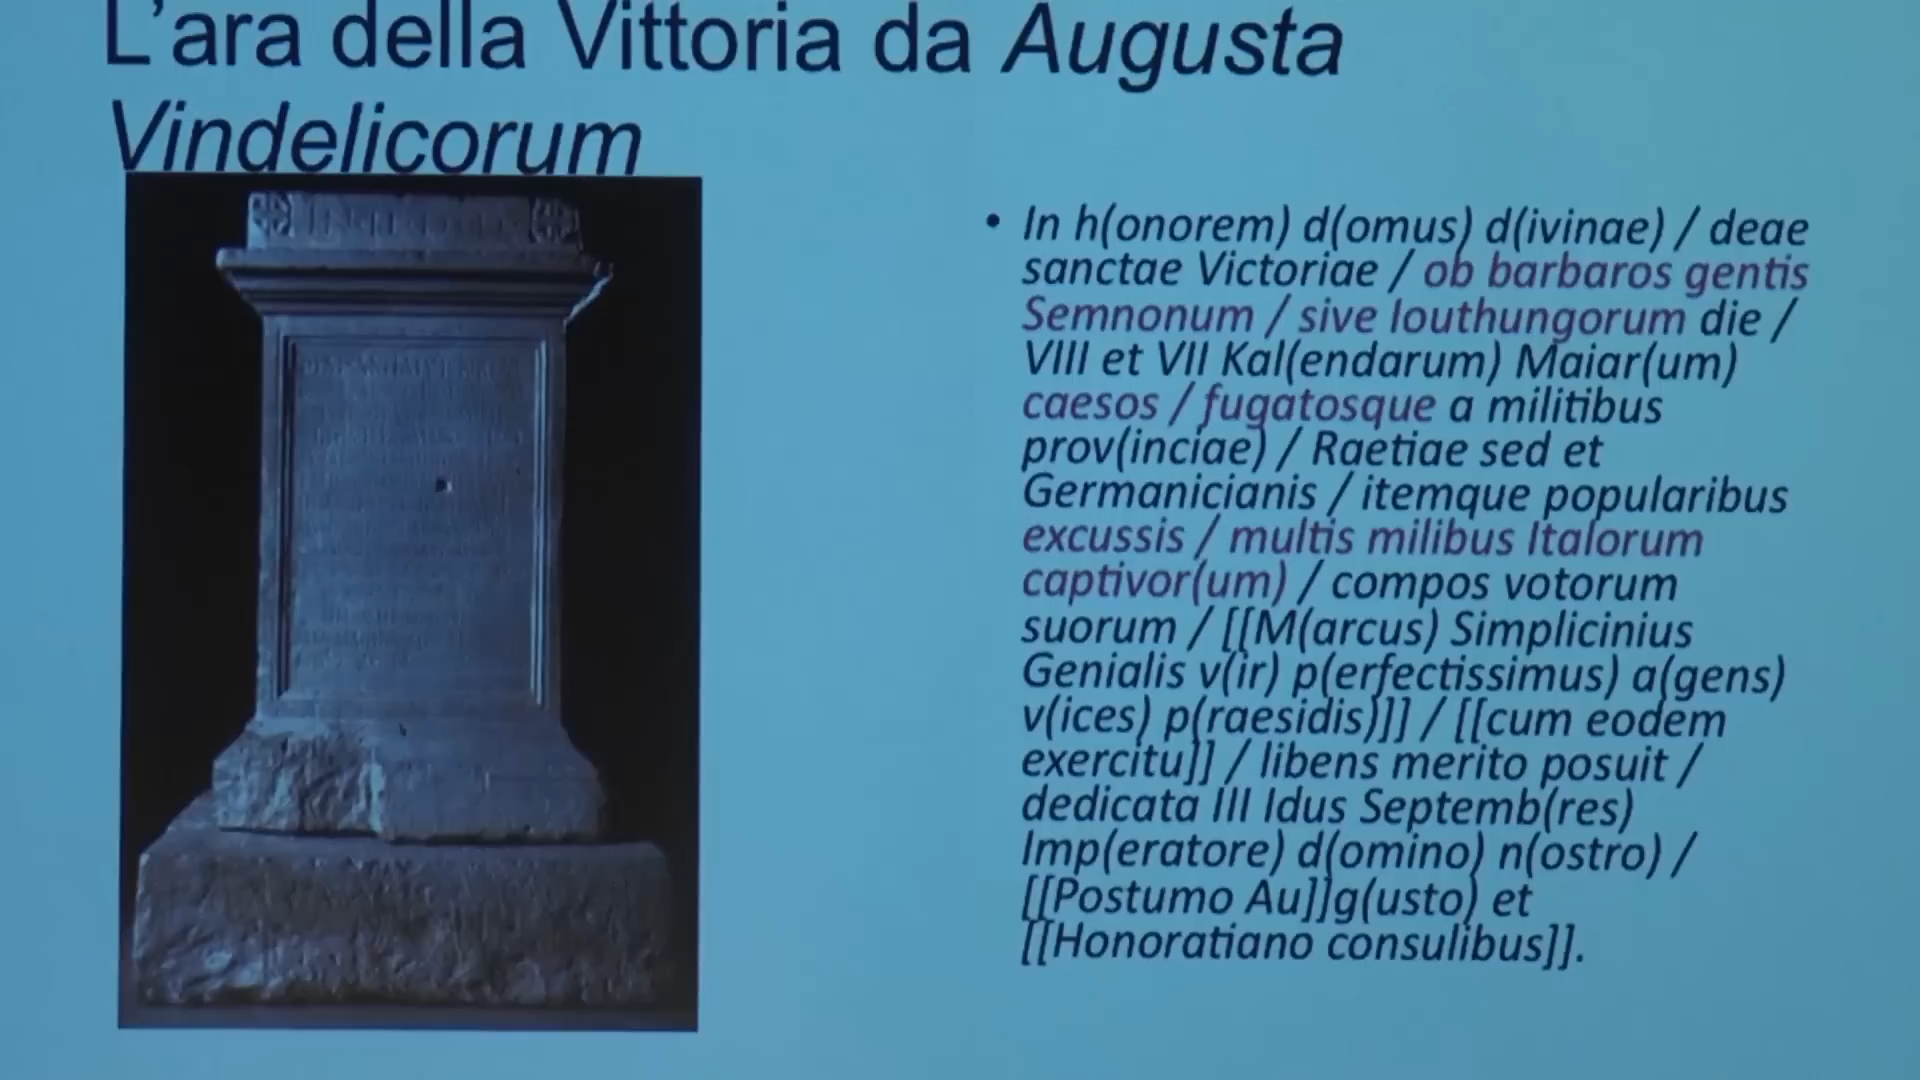 L'ara della Vittoria da Augusta
Vindelicorum
IN H D D
• In h(onorem) d(omus) d(ivinae) / deae
sanctae Victoriae / ob barbaros gentis
Semnonum / sive Iouthungorum die /
VIII et VII Kal(endarum) Maiar(um)
caesos / fugatosque a militibus
prov(inciae) / Raetiae sed et
Germanicianis / itemque popularibus
excussis / multis milibus Italorum
captivor(um) / compos votorum
suorum / [[M(arcus) Simplicinius
Genialis v(ir) p(erfectissimus) a(gens)
v(ices) p(raesidis)]] / [[cum eodem
exercitu]] / libens merito posuit /
dedicata III Idus Septemb(res)
Imp(eratore) d(omino) n(ostro) /
[[Postumo Au]]g(usto) et
[[Honoratiano consulibus]].